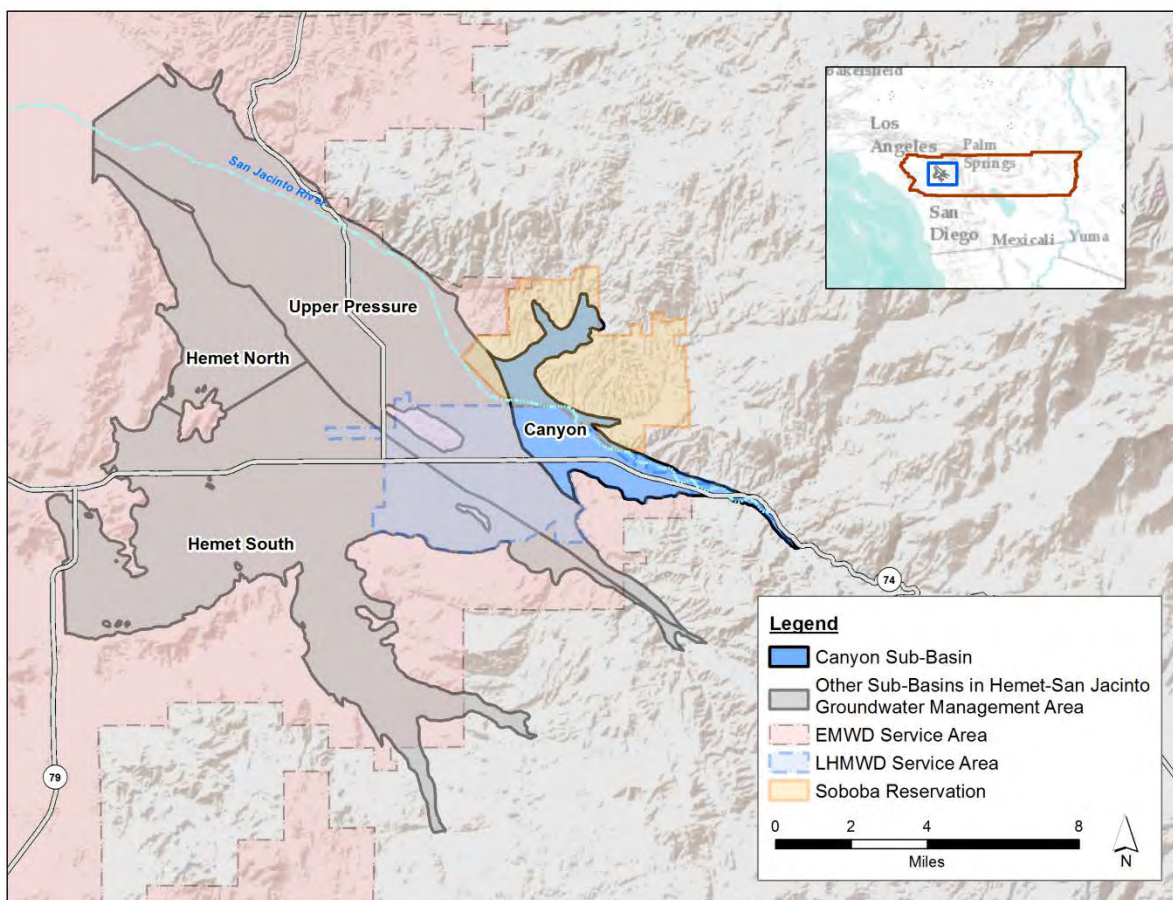 San Jacinto River
Upper Pressure
Hemet North
Canyon
Hemet South
74
79
Bakersfield
Los
Angeles
Palm
Springs
San
Diego
Mexicali
Yuma
Legend
Canyon Sub-Basin
Other Sub-Basins in Hemet-San Jacinto
Groundwater Management Area
EMWD Service Area
LHMWD Service Area
Soboba Reservation
0 2 4 8
Miles
N